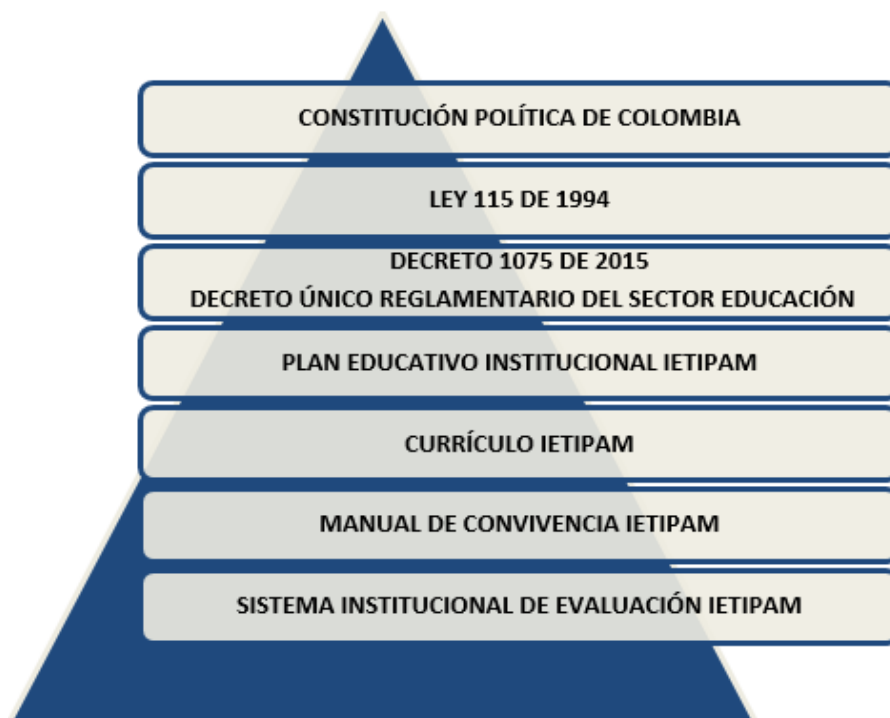 CONSTITUCIÓN POLÍTICA DE COLOMBIA
LEY 115 DE 1994
DECRETO 1075 DE 2015
DECRETO ÚNICO REGLAMENTARIO DEL SECTOR EDUCACIÓN
PLAN EDUCATIVO INSTITUCIONAL IETIPAM
CURRÍCULO IETIPAM
MANUAL DE CONVIVENCIA IETIPAM
SISTEMA INSTITUCIONAL DE EVALUACIÓN IETIPAM